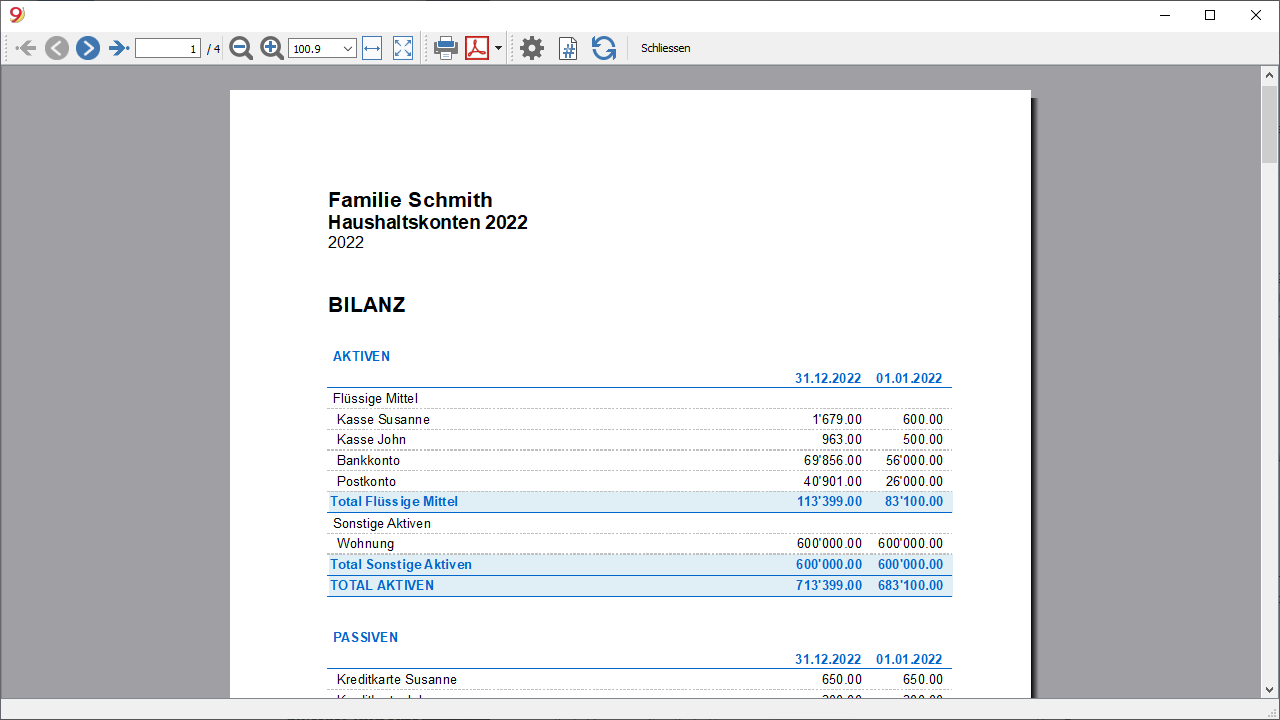 1 / 4 100.9 Schliessen
Familie Schmith
Haushaltskonten 2022
2022
BILANZ
AKTIVEN
31.12.2022 01.01.2022
Flüssige Mittel
Kasse Susanne 1'679.00 600.00
Kasse John 963.00 500.00
Bankkonto 69'856.00 56'000.00
Postkonto 40'901.00 26'000.00
Total Flüssige Mittel 113'399.00 83'100.00
Sonstige Aktiven
Wohnung 600'000.00 600'000.00
Total Sonstige Aktiven 600'000.00 600'000.00
TOTAL AKTIVEN 713'399.00 683'100.00
PASSIVEN
31.12.2022 01.01.2022
Kreditkarte Susanne 650.00 650.00